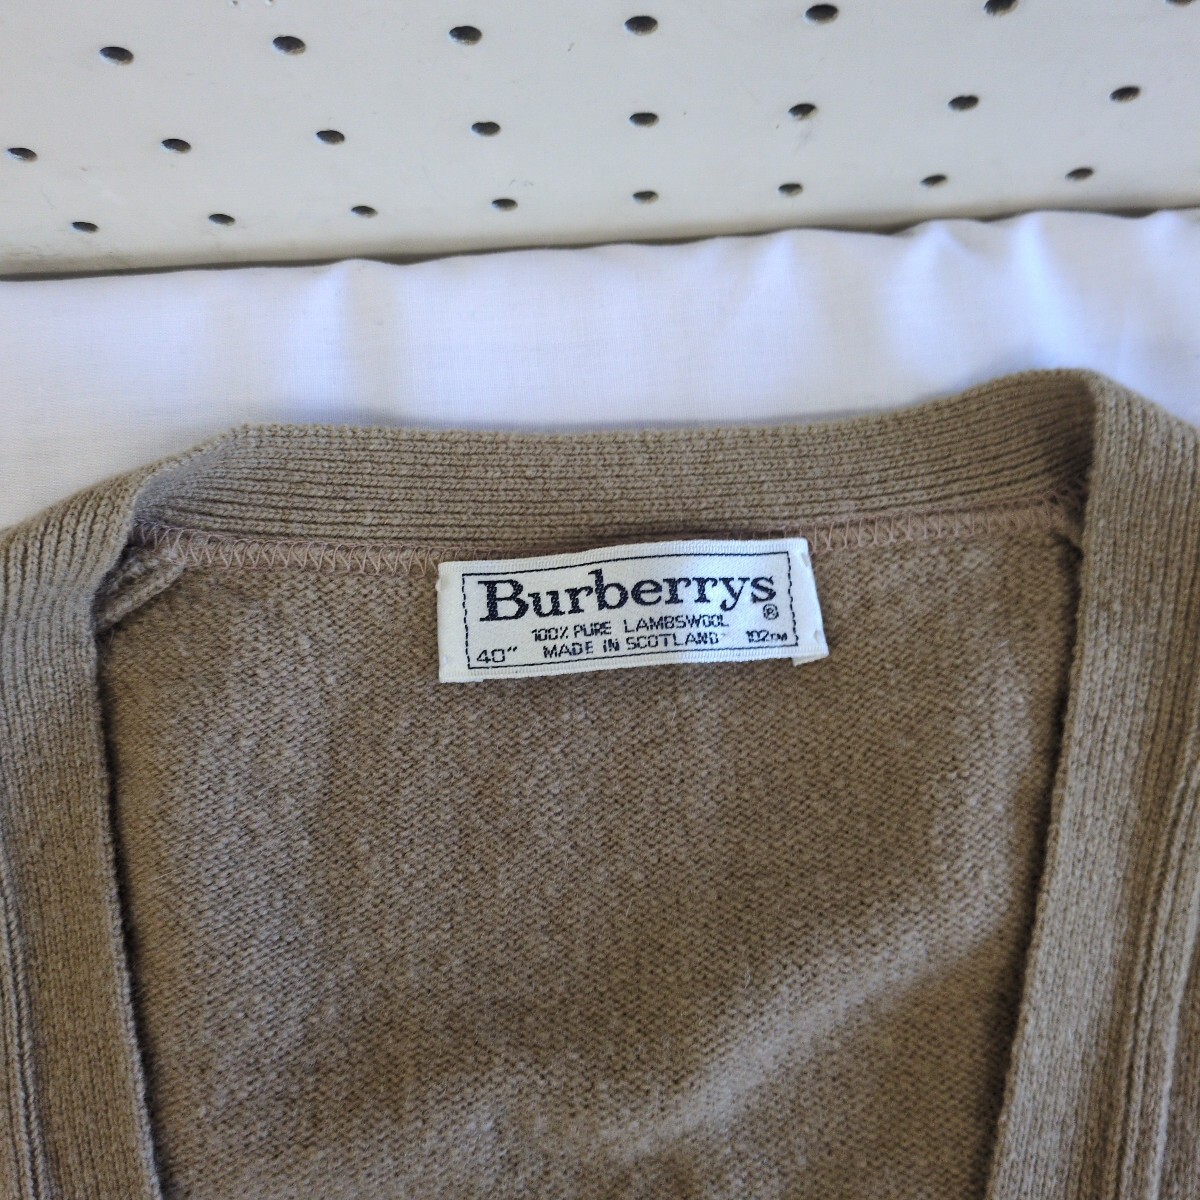 Burberrys®
100% PURE LAMBSWOOL
40" MADE IN SCOTLAND 102cm